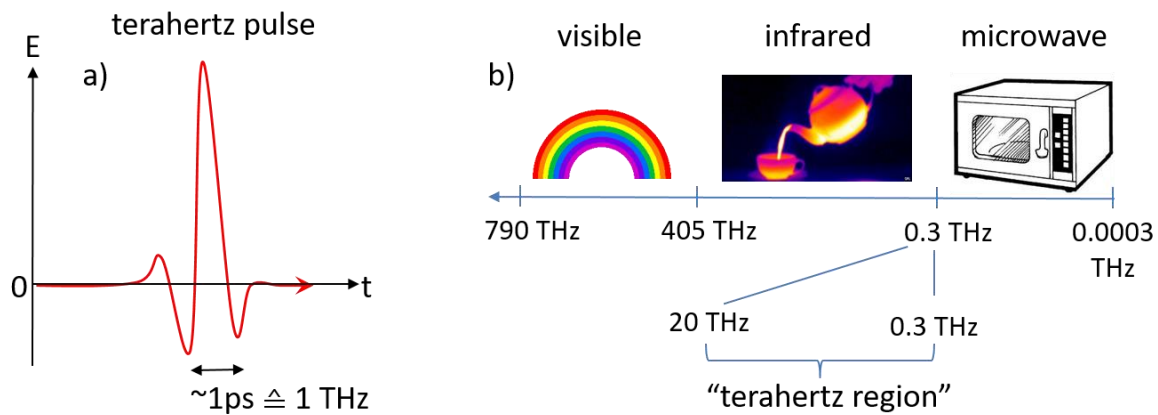 terahertz pulse
E
a)
0
t
~1ps ≙ 1 THz
b)
visible
infrared
microwave
790 THz
405 THz
0.3 THz
0.0003
THz
20 THz
0.3 THz
“terahertz region”